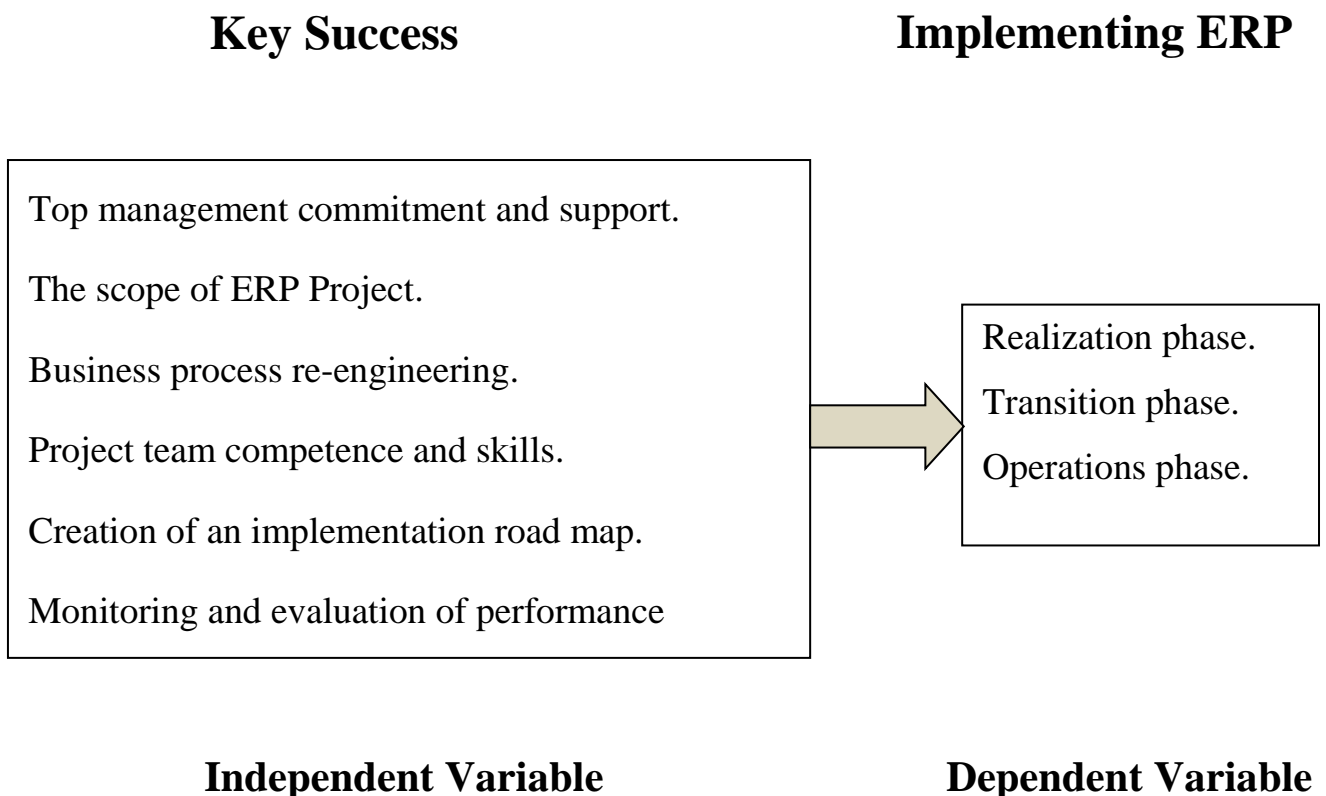 Key Success
Implementing ERP
Top management commitment and support.
The scope of ERP Project.
Business process re-engineering.
Project team competence and skills.
Creation of an implementation road map.
Monitoring and evaluation of performance
Realization phase.
Transition phase.
Operations phase.
Independent Variable
Dependent Variable